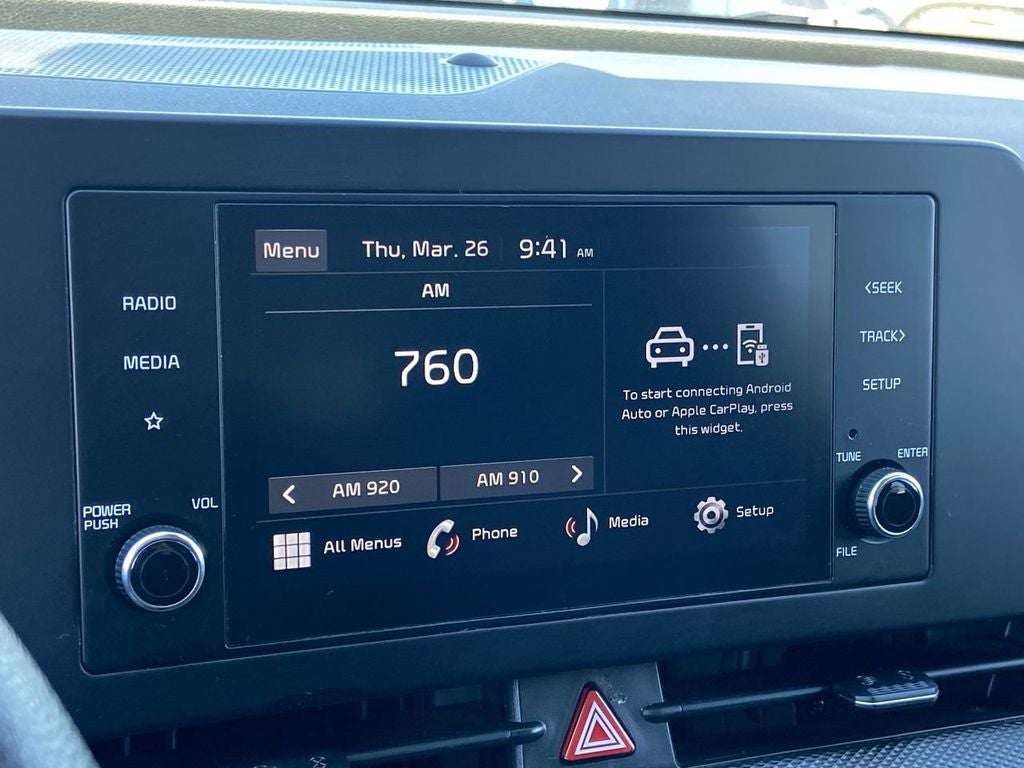 Menu Thu, Mar. 26 9:41 AM
AM
760
< AM 920 AM 910 >
To start connecting Android
Auto or Apple CarPlay, press
this widget.
All Menus Phone Media Setup
RADIO
MEDIA
POWER
PUSH
VOL
<SEEK
TRACK>
SETUP
TUNE
ENTER
FILE